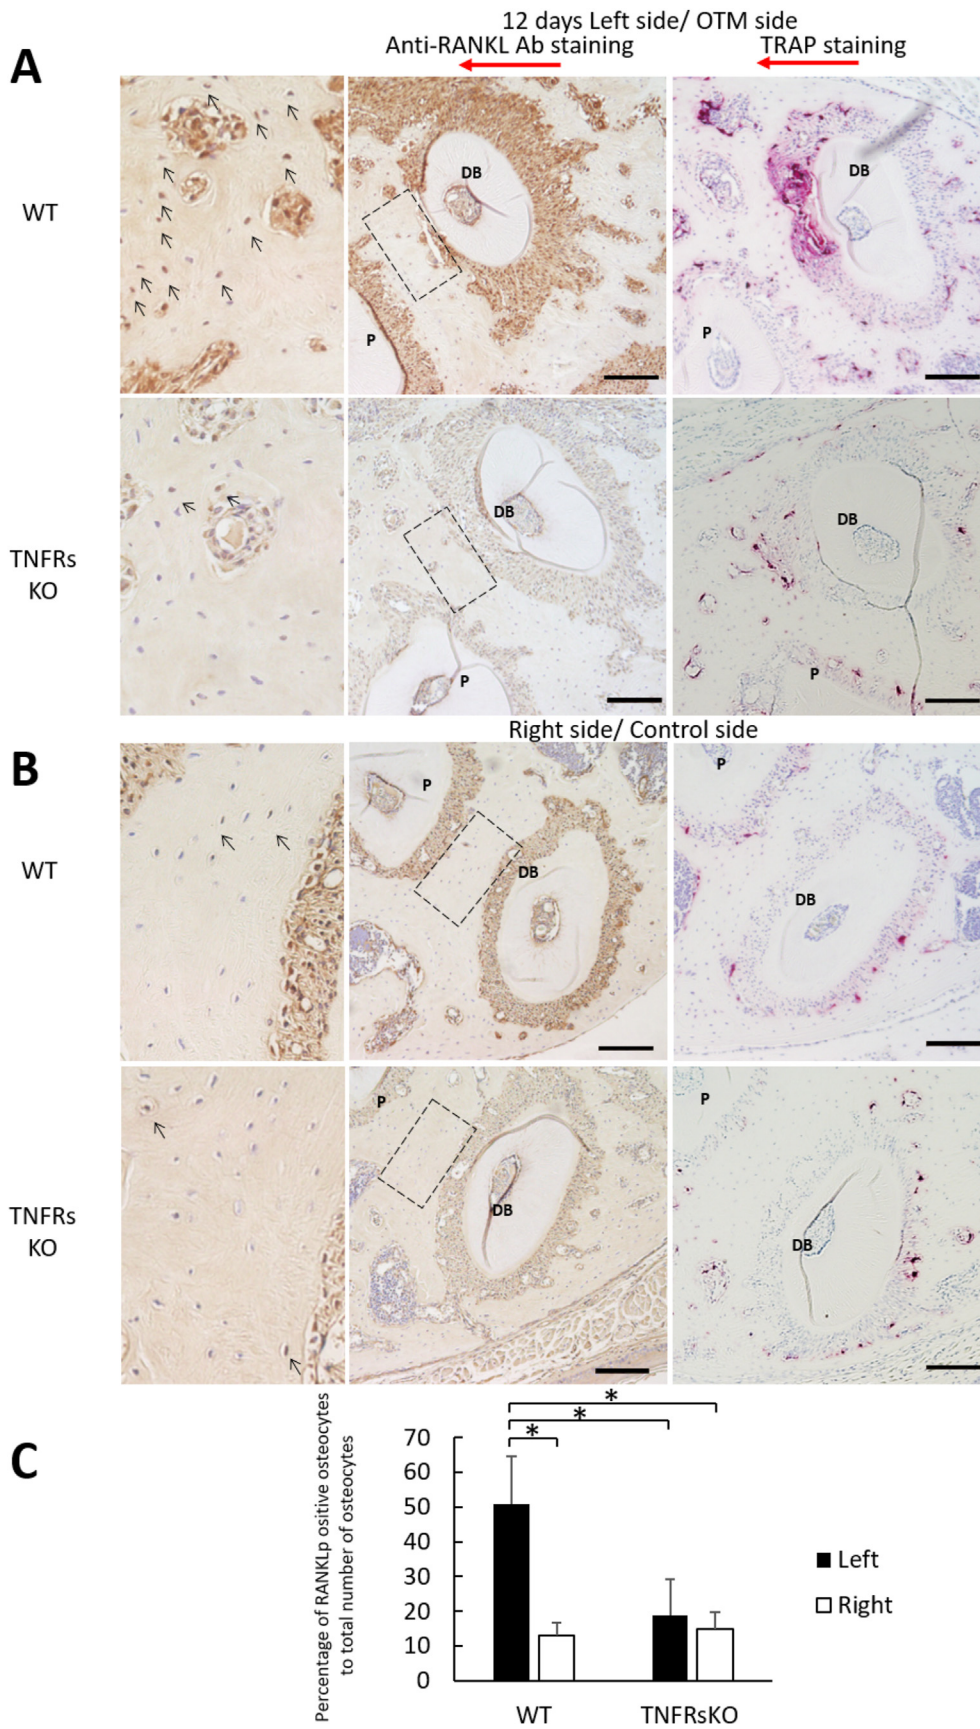 12 days Left side/ OTM side
Anti-RANKL Ab staining TRAP staining
A
WT
DB
P
DB
P
TNFRs
KO
DB
P
DB
P
Right side/ Control side
B
WT
P
DB
P
DB
TNFRs
KO
P
DB
P
DB
C
Percentage of RANKLp ositive osteocytes
to total number of osteocytes
*
*
*
70
60
50
40
30
20
10
0
WT TNFRsKO
Left
Right